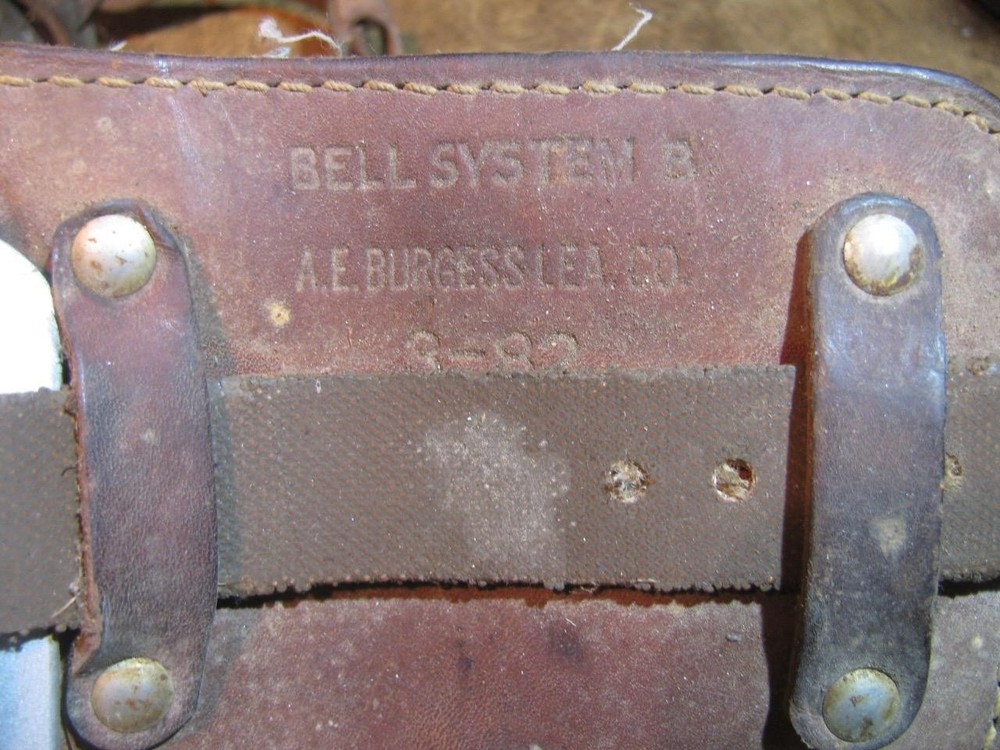 BELL SYSTEM B
A.E. BURGESS LEA. CO.
3-82